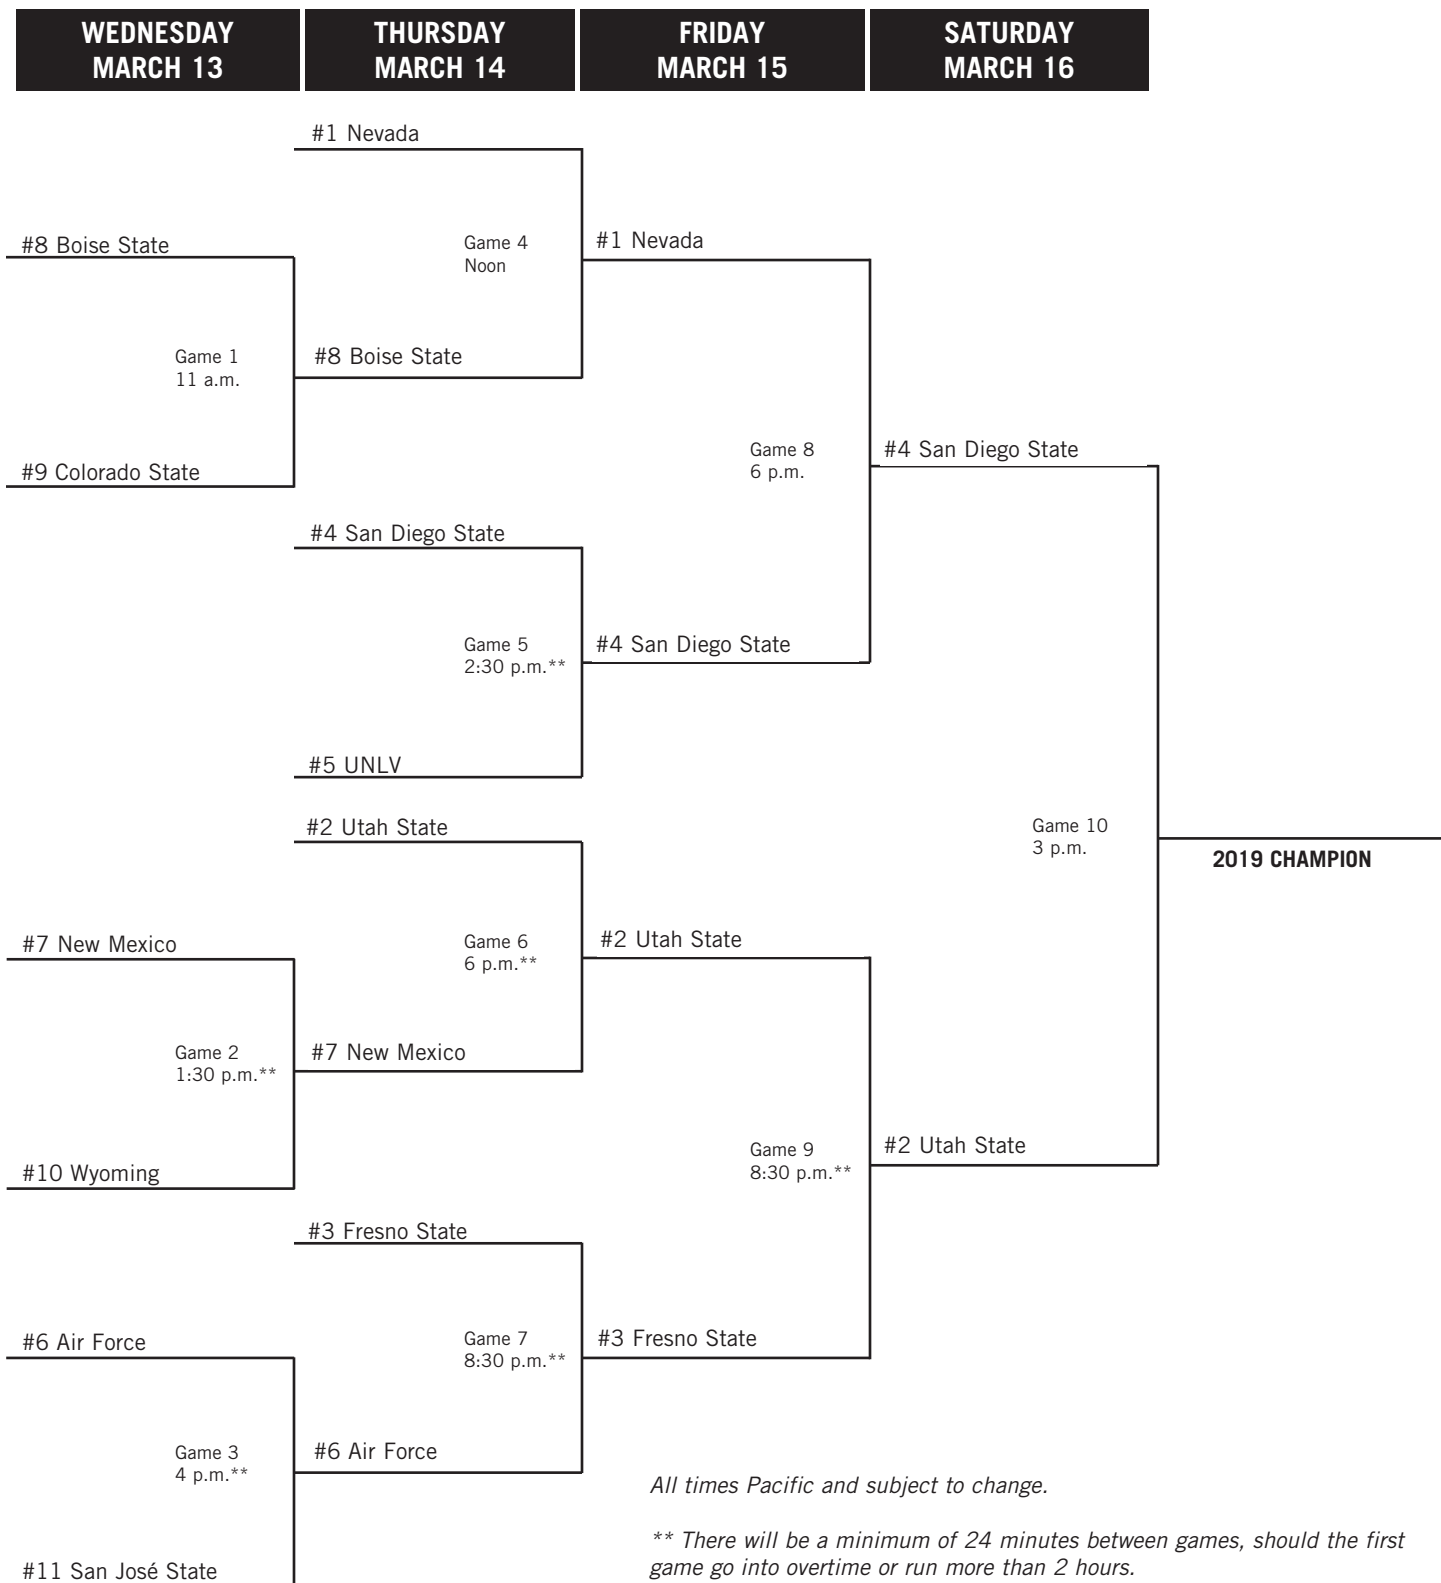 WEDNESDAY
MARCH 13
THURSDAY
MARCH 14
FRIDAY
MARCH 15
SATURDAY
MARCH 16
#1 Nevada
#8 Boise State
Game 4
Noon
#1 Nevada
Game 1
11 a.m.
#8 Boise State
#9 Colorado State
Game 8
6 p.m.
#4 San Diego State
#4 San Diego State
Game 5
2:30 p.m.**
#4 San Diego State
#5 UNLV
#2 Utah State
Game 10
3 p.m.
2019 CHAMPION
#7 New Mexico
Game 6
6 p.m.**
#2 Utah State
Game 2
1:30 p.m.**
#7 New Mexico
#10 Wyoming
Game 9
8:30 p.m.**
#2 Utah State
#3 Fresno State
#6 Air Force
Game 7
8:30 p.m.**
#3 Fresno State
Game 3
4 p.m.**
#6 Air Force
#11 San José State
All times Pacific and subject to change.
** There will be a minimum of 24 minutes between games, should the first
game go into overtime or run more than 2 hours.